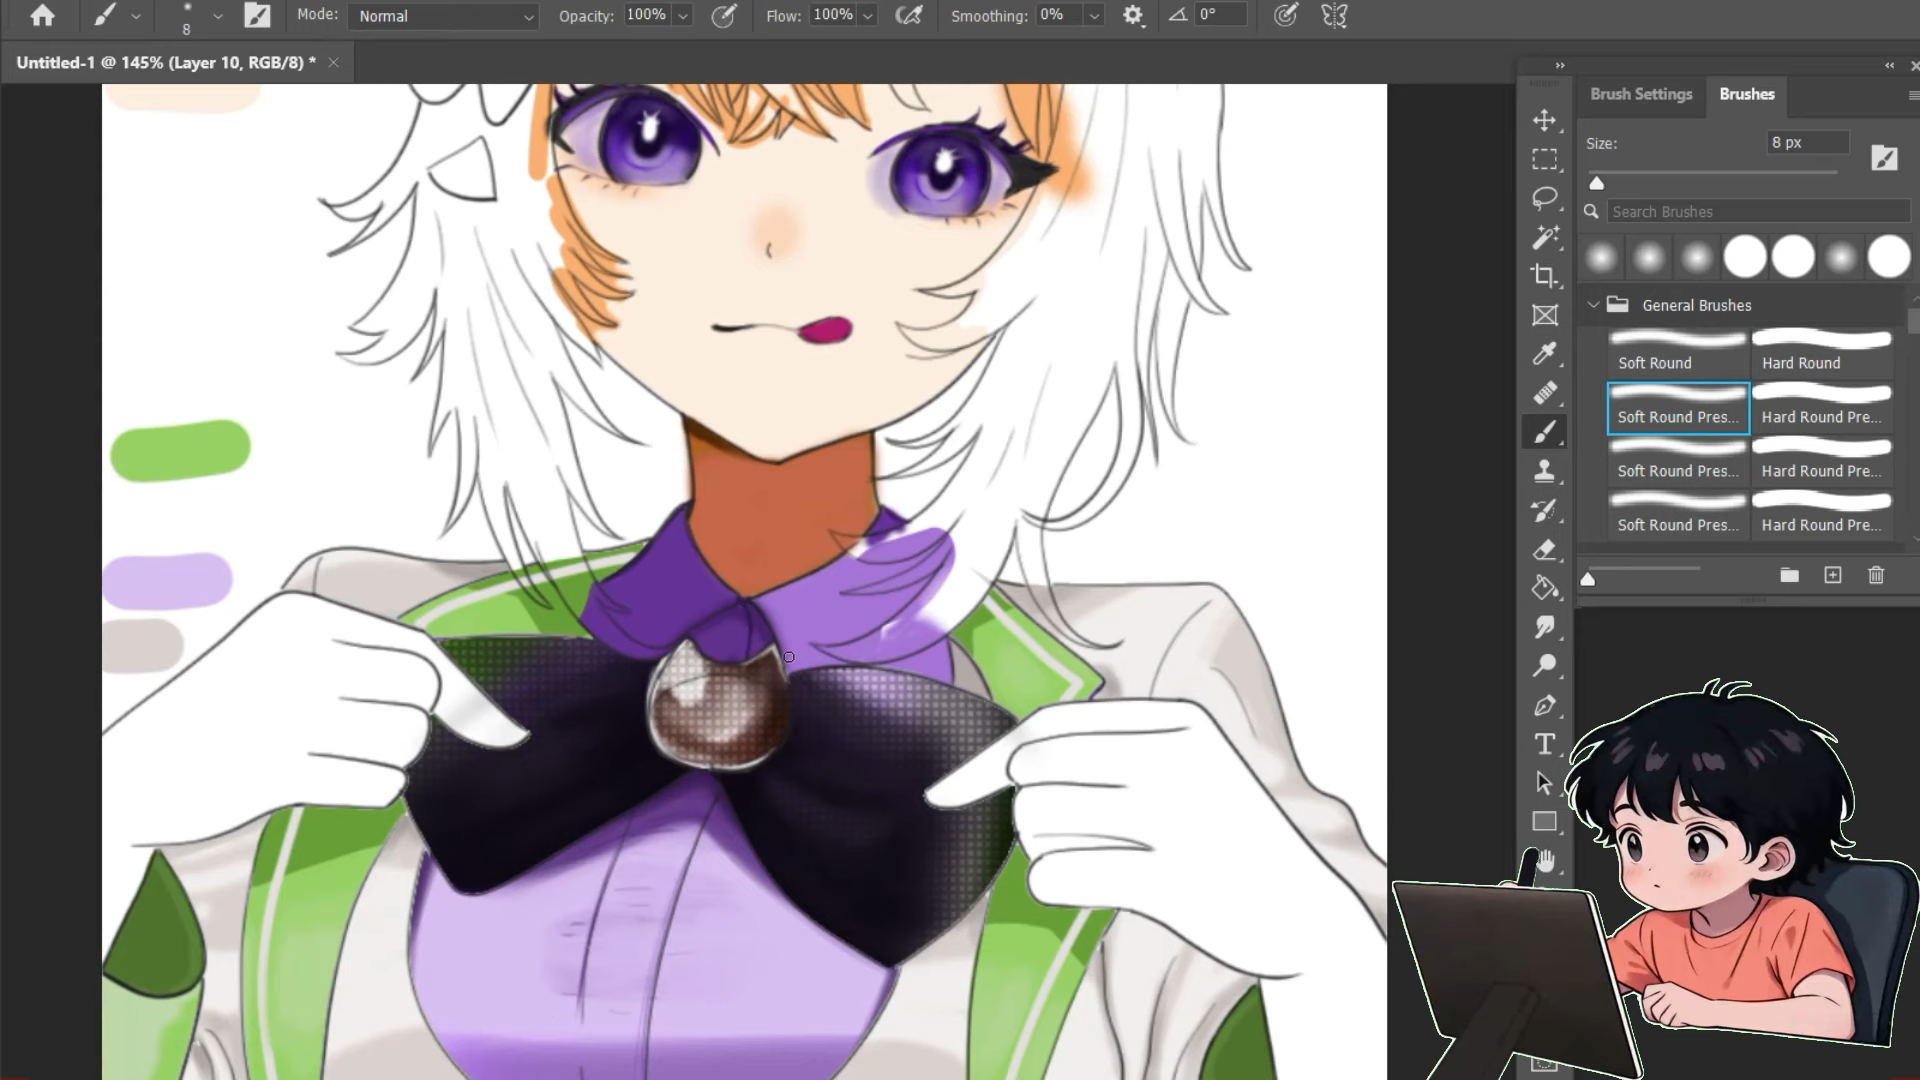 Mode: Normal Opacity: 100% Flow: 100% Smoothing: 0% 0°
8
Untitled-1 @ 145% (Layer 10, RGB/8) *
Brush Settings Brushes
Size: 8 px
Search Brushes
General Brushes
Soft Round Hard Round
Soft Round Pres... Hard Round Pre...
Soft Round Pres... Hard Round Pre...
Soft Round Pres... Hard Round Pre...